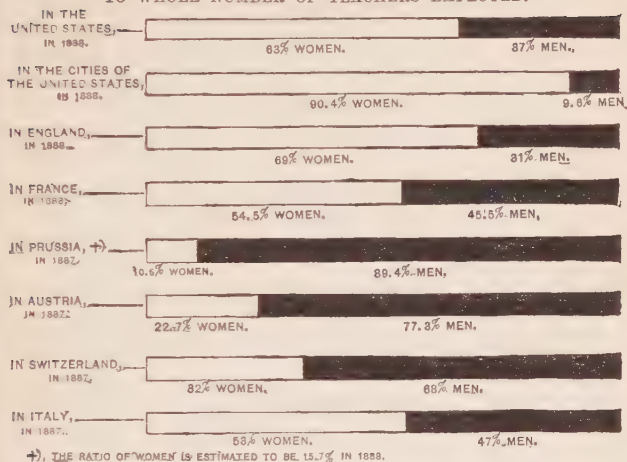 TO WHOLE NUMBER OF TEACHERS EMPLOYED.
IN THE
UNITED STATES,
IN 1888.
63% WOMEN. 37% MEN.
IN THE CITIES OF
THE UNITED STATES,
IN 1888.
90.4% WOMEN. 9.6% MEN.
IN ENGLAND,
IN 1888.
69% WOMEN. 31% MEN.
IN FRANCE,
IN 1887.
54.5% WOMEN. 45.5% MEN.
IN PRUSSIA, +)
IN 1887.
10.6% WOMEN. 89.4% MEN.
IN AUSTRIA,
IN 1887.
22.7% WOMEN. 77.3% MEN.
IN SWITZERLAND,
IN 1887.
32% WOMEN. 68% MEN.
IN ITALY,
IN 1887.
53% WOMEN. 47% MEN.
+), THE RATIO OF WOMEN IS ESTIMATED TO BE 15.7% IN 1888.